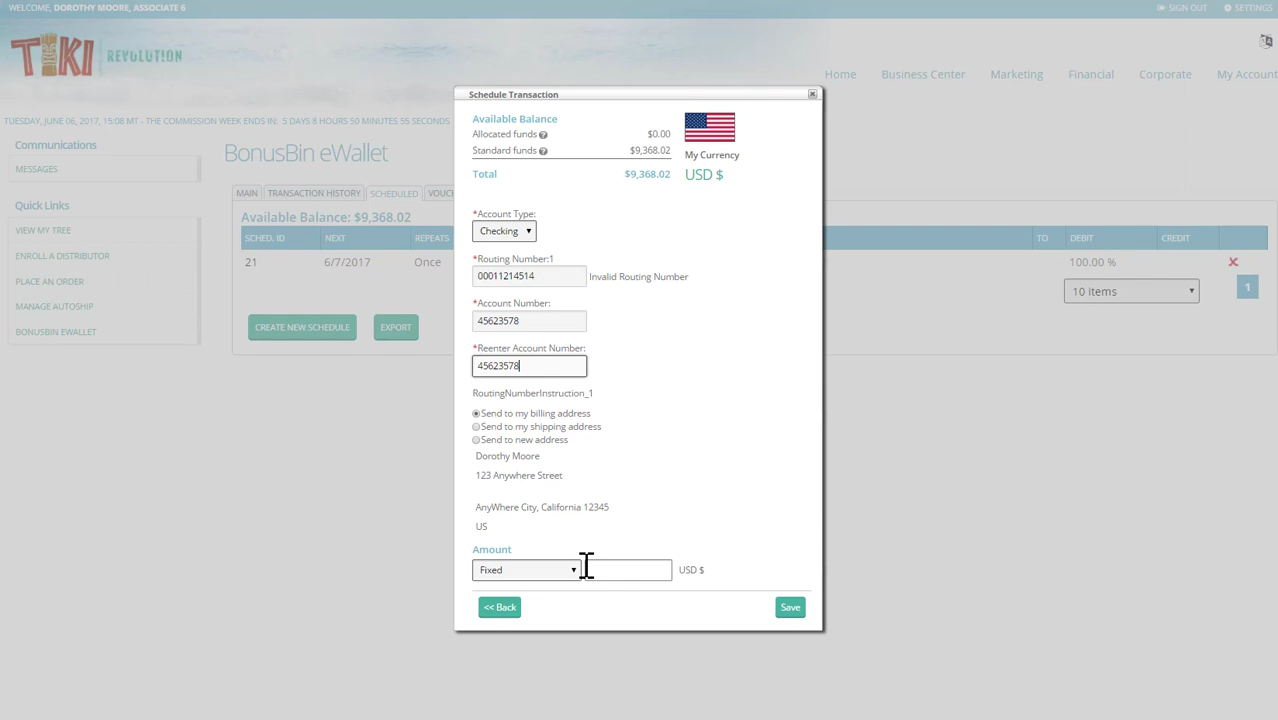 WELCOME, DOROTHY MOORE, ASSOCIATE 6
SIGN OUT
SETTINGS
TIKI REVOLUTION
Home
Business Center
Marketing
Financial
Corporate
My Account
TUESDAY, JUNE 06, 2017, 15:08 MT - THE COMMISSION WEEK ENDS IN: 5 DAYS 8 HOURS 50 MINUTES 55 SECONDS
Communications
MESSAGES
Quick Links
VIEW MY TREE
ENROLL A DISTRIBUTOR
PLACE AN ORDER
MANAGE AUTOSHIP
BONUSBIN EWALLET
BonusBin eWallet
MAIN
TRANSACTION HISTORY
SCHEDULED
VOUC
Available Balance: $9,368.02
SCHED. ID
NEXT
REPEATS
TO
DEBIT
CREDIT
21
6/7/2017
Once
100.00 %
10 items
1
CREATE NEW SCHEDULE
EXPORT
Schedule Transaction
Available Balance
Allocated funds ? $0.00
Standard funds ? $9,368.02
Total $9,368.02
My Currency
USD $
*Account Type:
Checking
*Routing Number:1
00011214514 Invalid Routing Number
*Account Number:
45623578
*Reenter Account Number:
45623578
RoutingNumberInstruction_1
Send to my billing address
Send to my shipping address
Send to new address
Dorothy Moore
123 Anywhere Street
AnyWhere City, California 12345
US
Amount
Fixed USD $
<< Back
Save